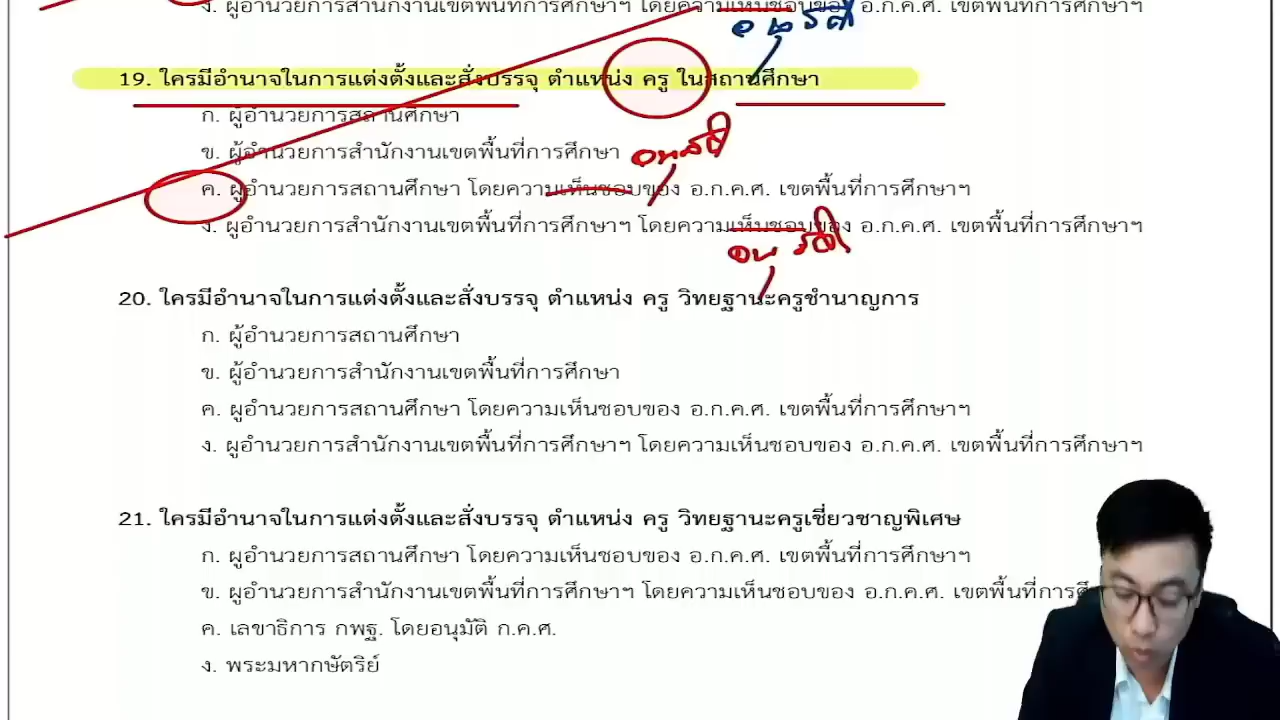 ง. ผู้อำนวยการสำนักงานเขตพื้นที่การศึกษาฯ โดยความเห็นชอบของ อ.ก.ค.ศ. เขตพื้นที่การศึกษาฯ
อนุมัติ
19. ใครมีอำนาจในการแต่งตั้งและสั่งบรรจุ ตำแหน่ง ครู ในสถานศึกษา
ก. ผู้อำนวยการสถานศึกษา
ข. ผู้อำนวยการสำนักงานเขตพื้นที่การศึกษา
อนุมัติ
ค. ผู้อำนวยการสถานศึกษา โดยความเห็นชอบของ อ.ก.ค.ศ. เขตพื้นที่การศึกษาฯ
ง. ผู้อำนวยการสำนักงานเขตพื้นที่การศึกษาฯ โดยความเห็นชอบของ อ.ก.ค.ศ. เขตพื้นที่การศึกษาฯ
อนุมัติ
20. ใครมีอำนาจในการแต่งตั้งและสั่งบรรจุ ตำแหน่ง ครู วิทยฐานะครูชำนาญการ
ก. ผู้อำนวยการสถานศึกษา
ข. ผู้อำนวยการสำนักงานเขตพื้นที่การศึกษา
ค. ผู้อำนวยการสถานศึกษา โดยความเห็นชอบของ อ.ก.ค.ศ. เขตพื้นที่การศึกษาฯ
ง. ผู้อำนวยการสำนักงานเขตพื้นที่การศึกษาฯ โดยความเห็นชอบของ อ.ก.ค.ศ. เขตพื้นที่การศึกษาฯ
21. ใครมีอำนาจในการแต่งตั้งและสั่งบรรจุ ตำแหน่ง ครู วิทยฐานะครูเชี่ยวชาญพิเศษ
ก. ผู้อำนวยการสถานศึกษา โดยความเห็นชอบของ อ.ก.ค.ศ. เขตพื้นที่การศึกษาฯ
ข. ผู้อำนวยการสำนักงานเขตพื้นที่การศึกษาฯ โดยความเห็นชอบของ อ.ก.ค.ศ. เขตพื้นที่การศึ
ค. เลขาธิการ กพฐ. โดยอนุมัติ ก.ค.ศ.
ง. พระมหากษัตริย์